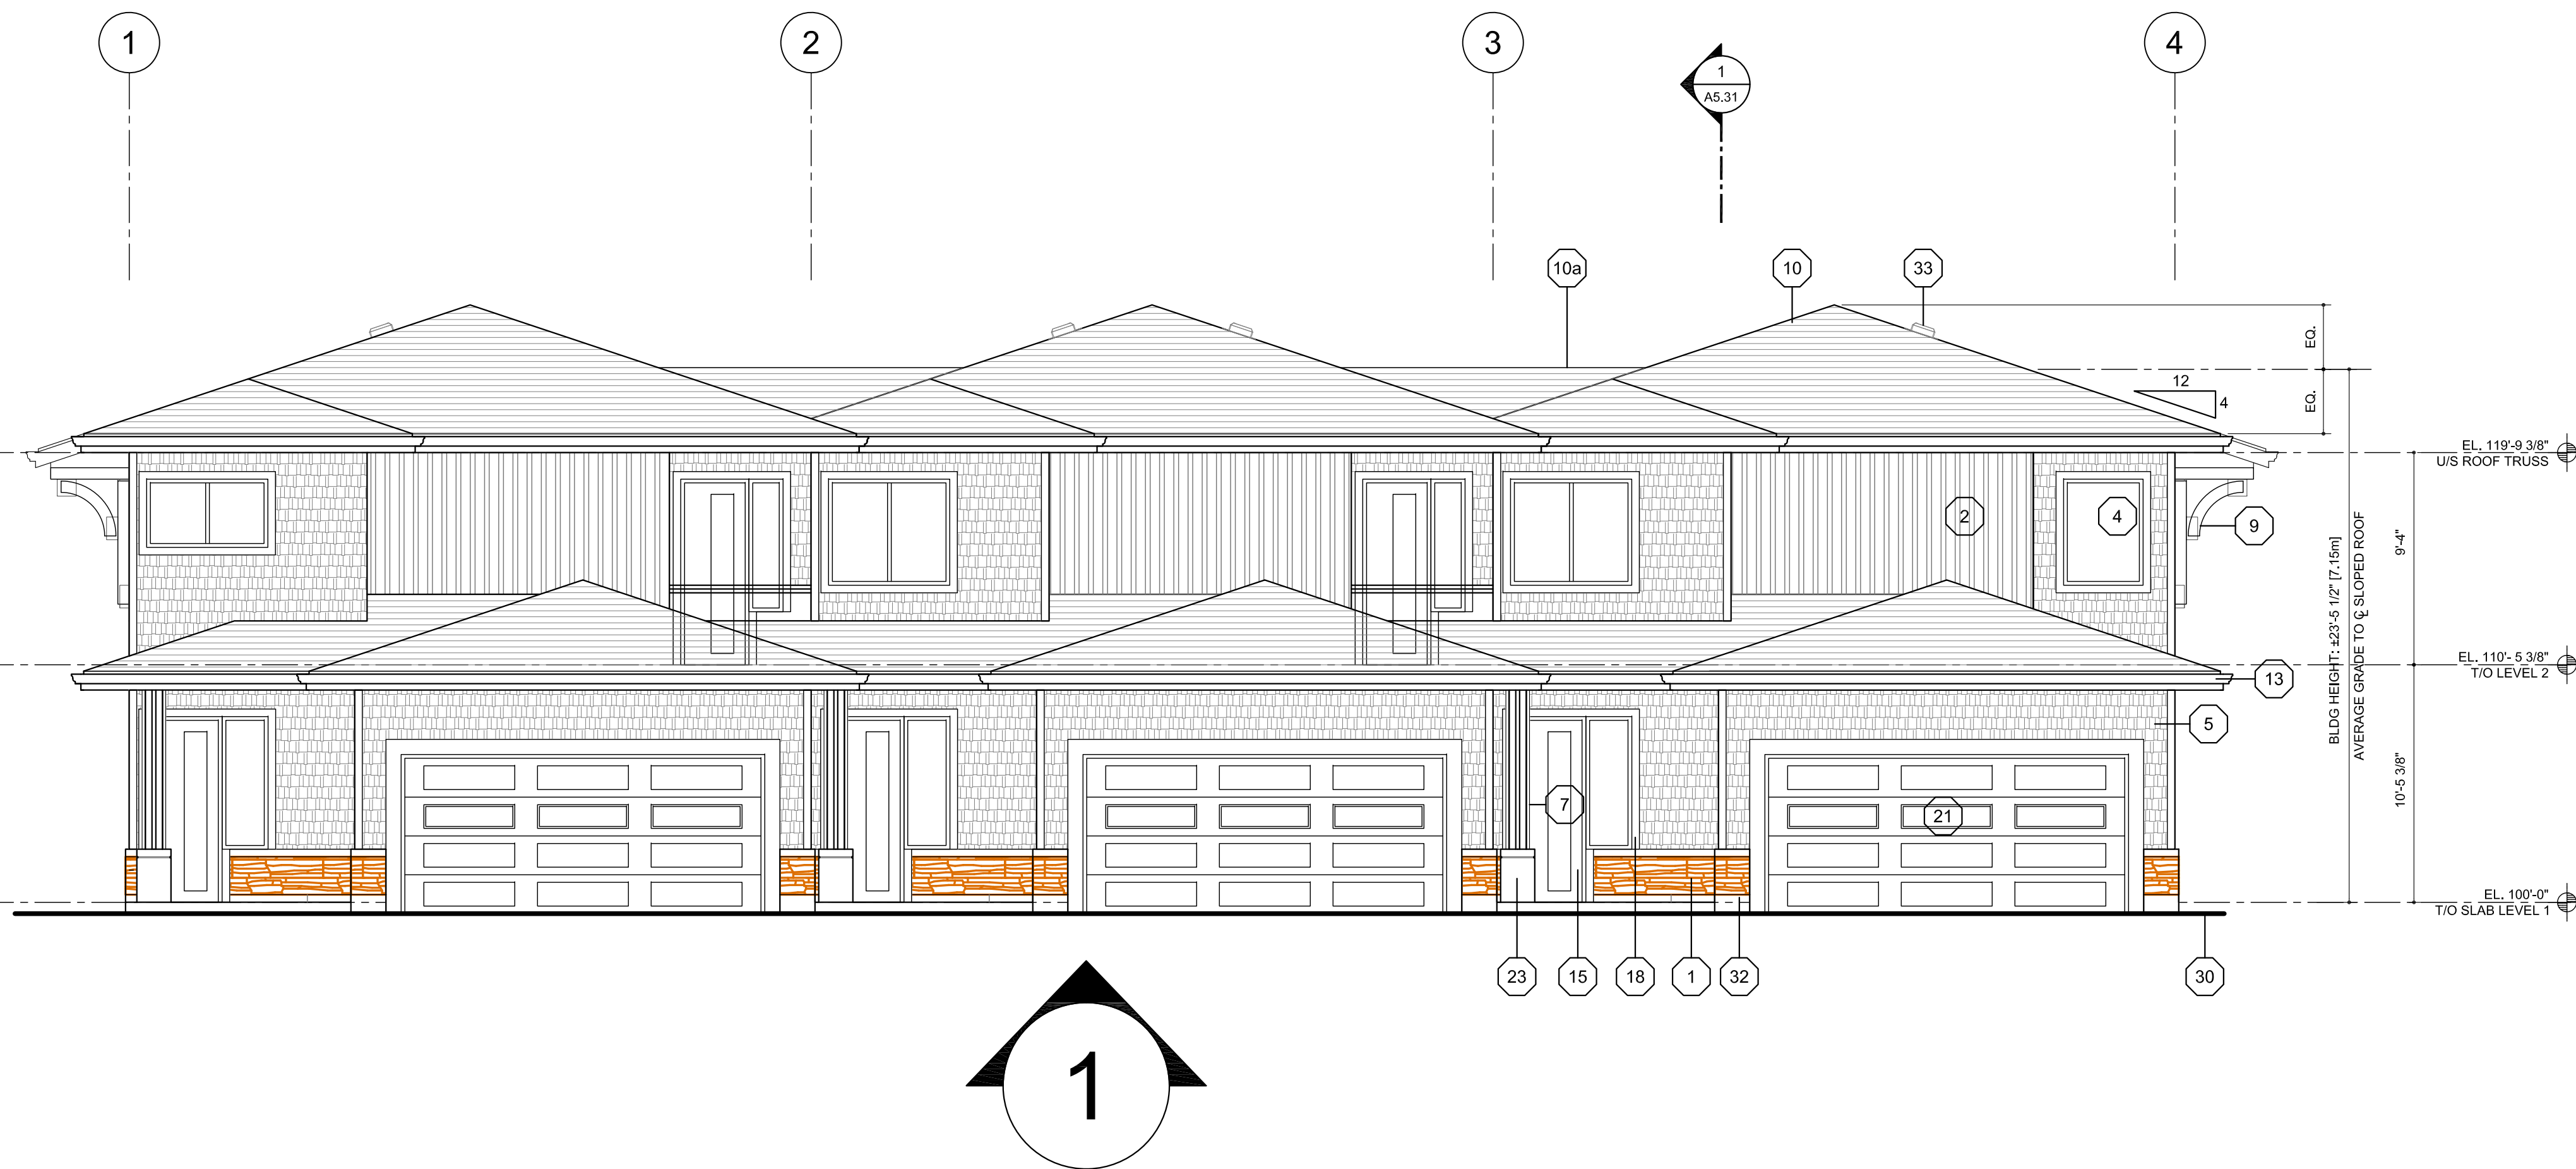 1
2
3
4
1
A5.31
10a
10
33
EQ.
EQ.
12
4
EL. 119'-9 3/8"
U/S ROOF TRUSS
2
4
9
9'-4"
BLDG HEIGHT: ±23'-5 1/2" [7.15m]
AVERAGE GRADE TO ℄ SLOPED ROOF
EL. 110'- 5 3/8"
T/O LEVEL 2
13
5
7
21
10'-5 3/8"
EL. 100'-0"
T/O SLAB LEVEL 1
23
15
18
1
32
30
1